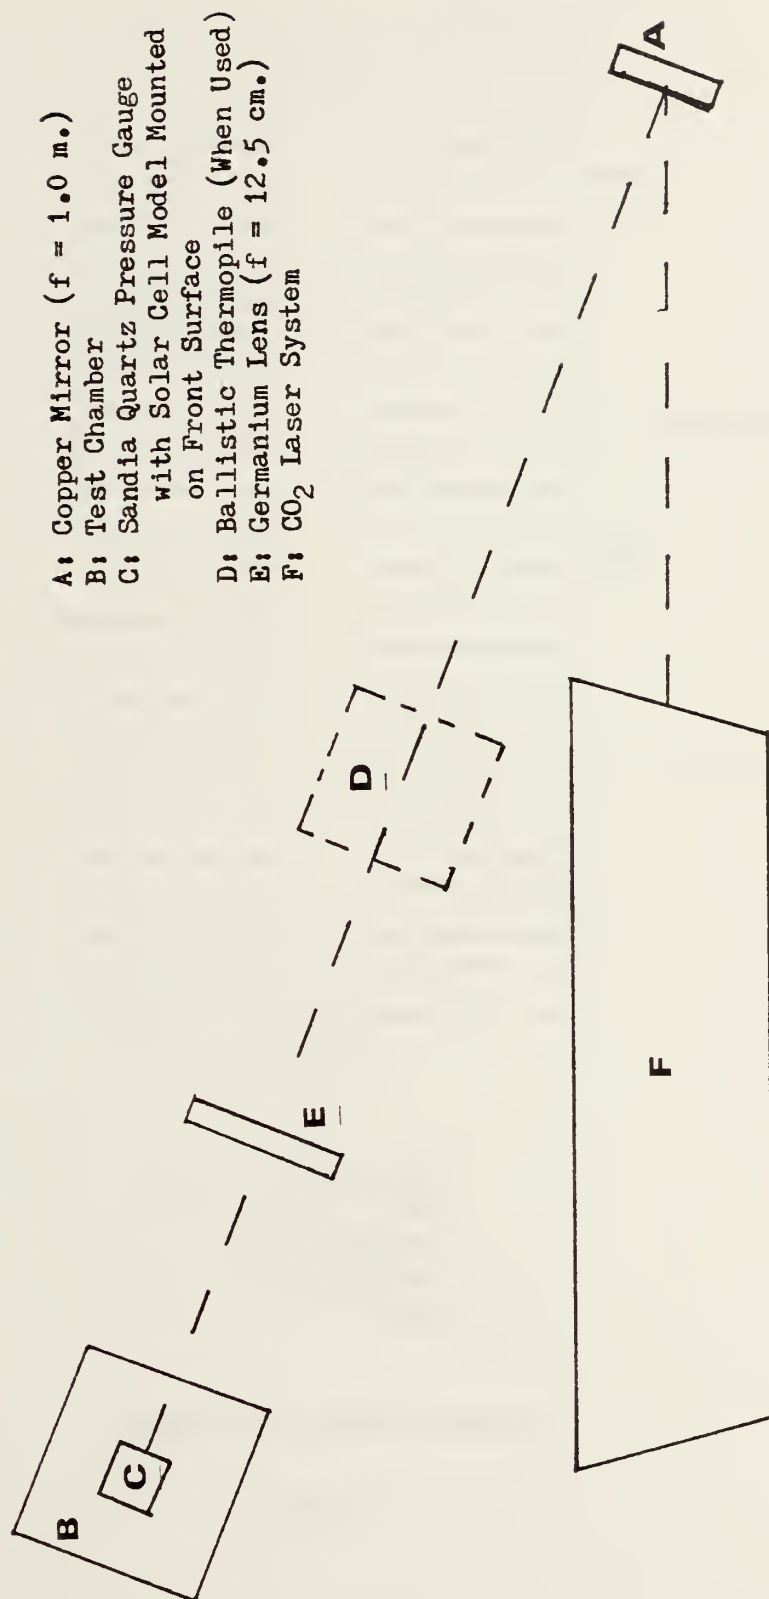 A: Copper Mirror (f = 1.0 m.)
B: Test Chamber
C: Sandia Quartz Pressure Gauge
with Solar Cell Model Mounted
on Front Surface
D: Ballistic Thermopile (When Used)
E: Germanium Lens (f = 12.5 cm.)
F: CO₂ Laser System
A
D
E
F
B
C